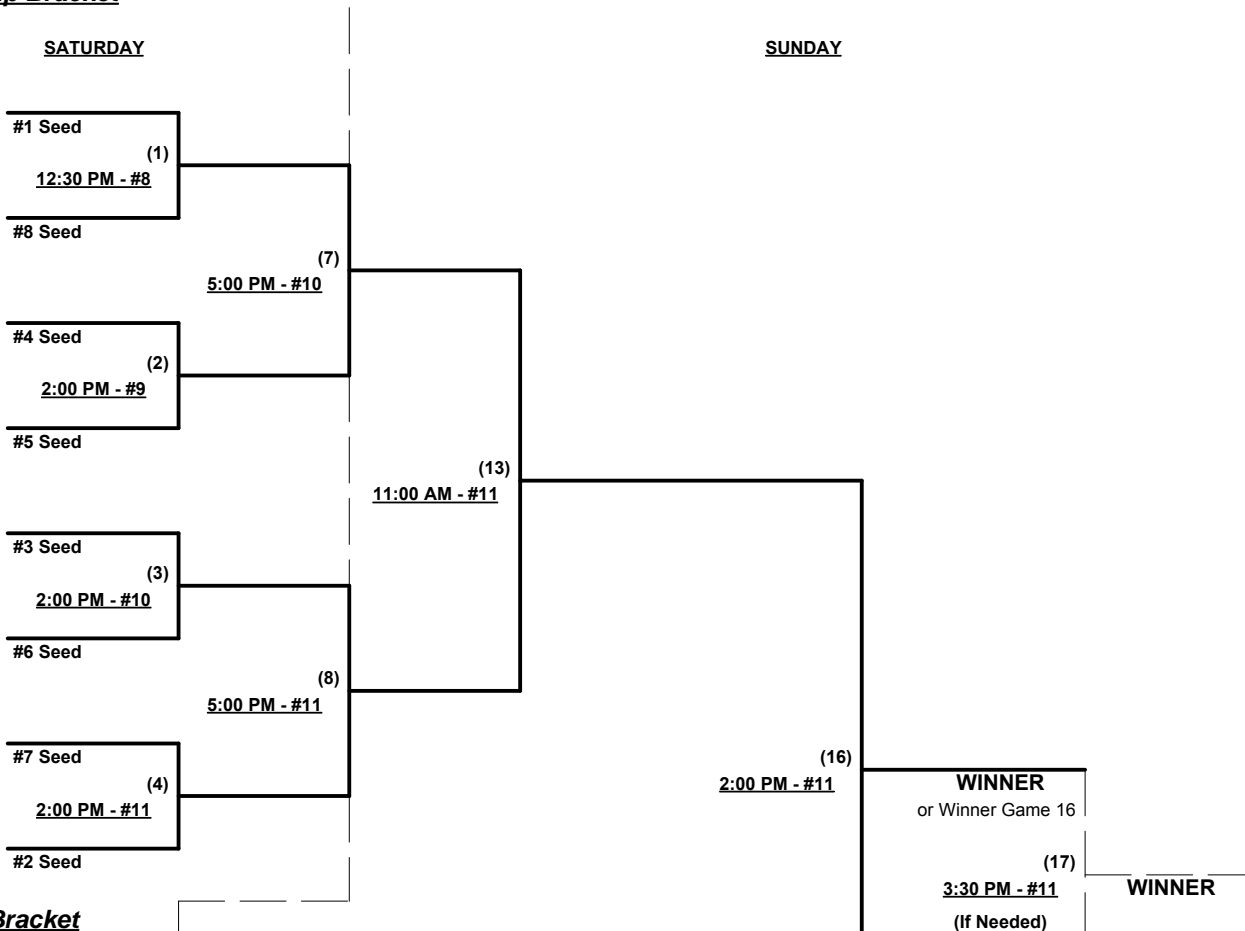 Bracket
SATURDAY
SUNDAY
#1 Seed
(1)
12:30 PM - #8
#8 Seed
(7)
5:00 PM - #10
#4 Seed
(2)
2:00 PM - #9
#5 Seed
(13)
11:00 AM - #11
#3 Seed
(3)
2:00 PM - #10
#6 Seed
(8)
5:00 PM - #11
#7 Seed
(4)
2:00 PM - #11
#2 Seed
(16)
2:00 PM - #11
WINNER
or Winner Game 16
(17)
3:30 PM - #11
(If Needed)
WINNER
Bracket